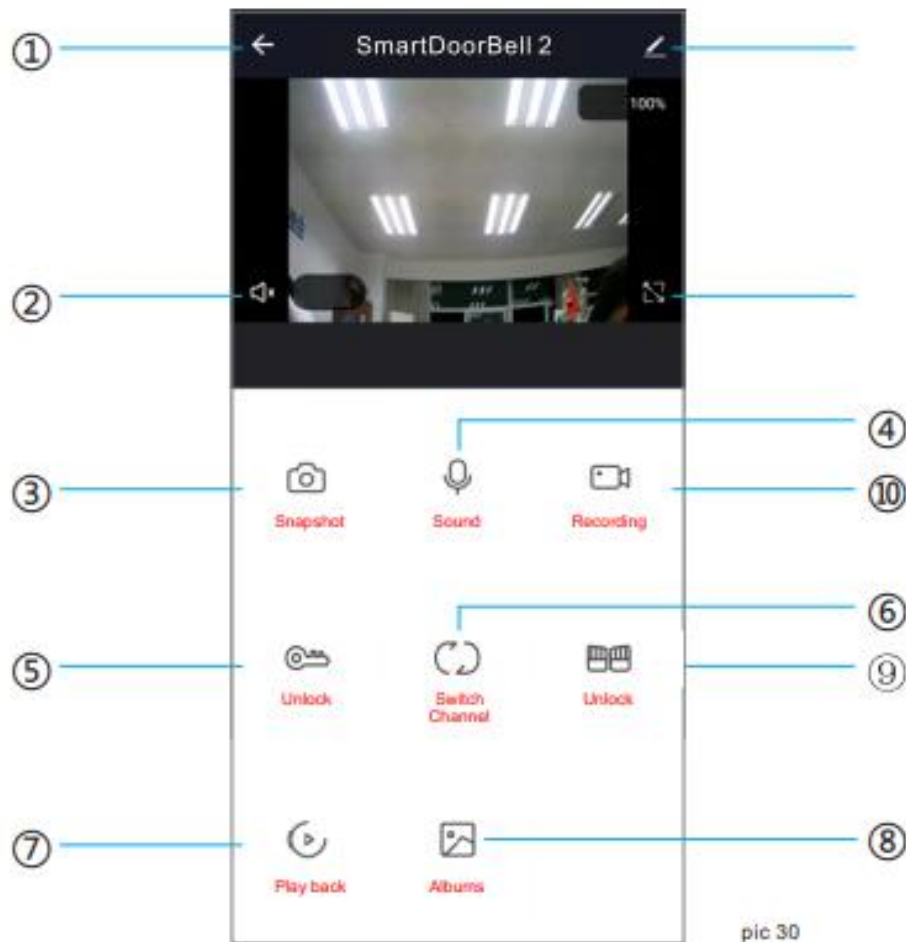 ① SmartDoorBell 2
100%
②
④
③ ⑩
Snapshot Sound Recording
⑥
⑤ ⑨
Unlock Switch Unlock
Channel
⑦ ⑧
Play back Albums
pic 30